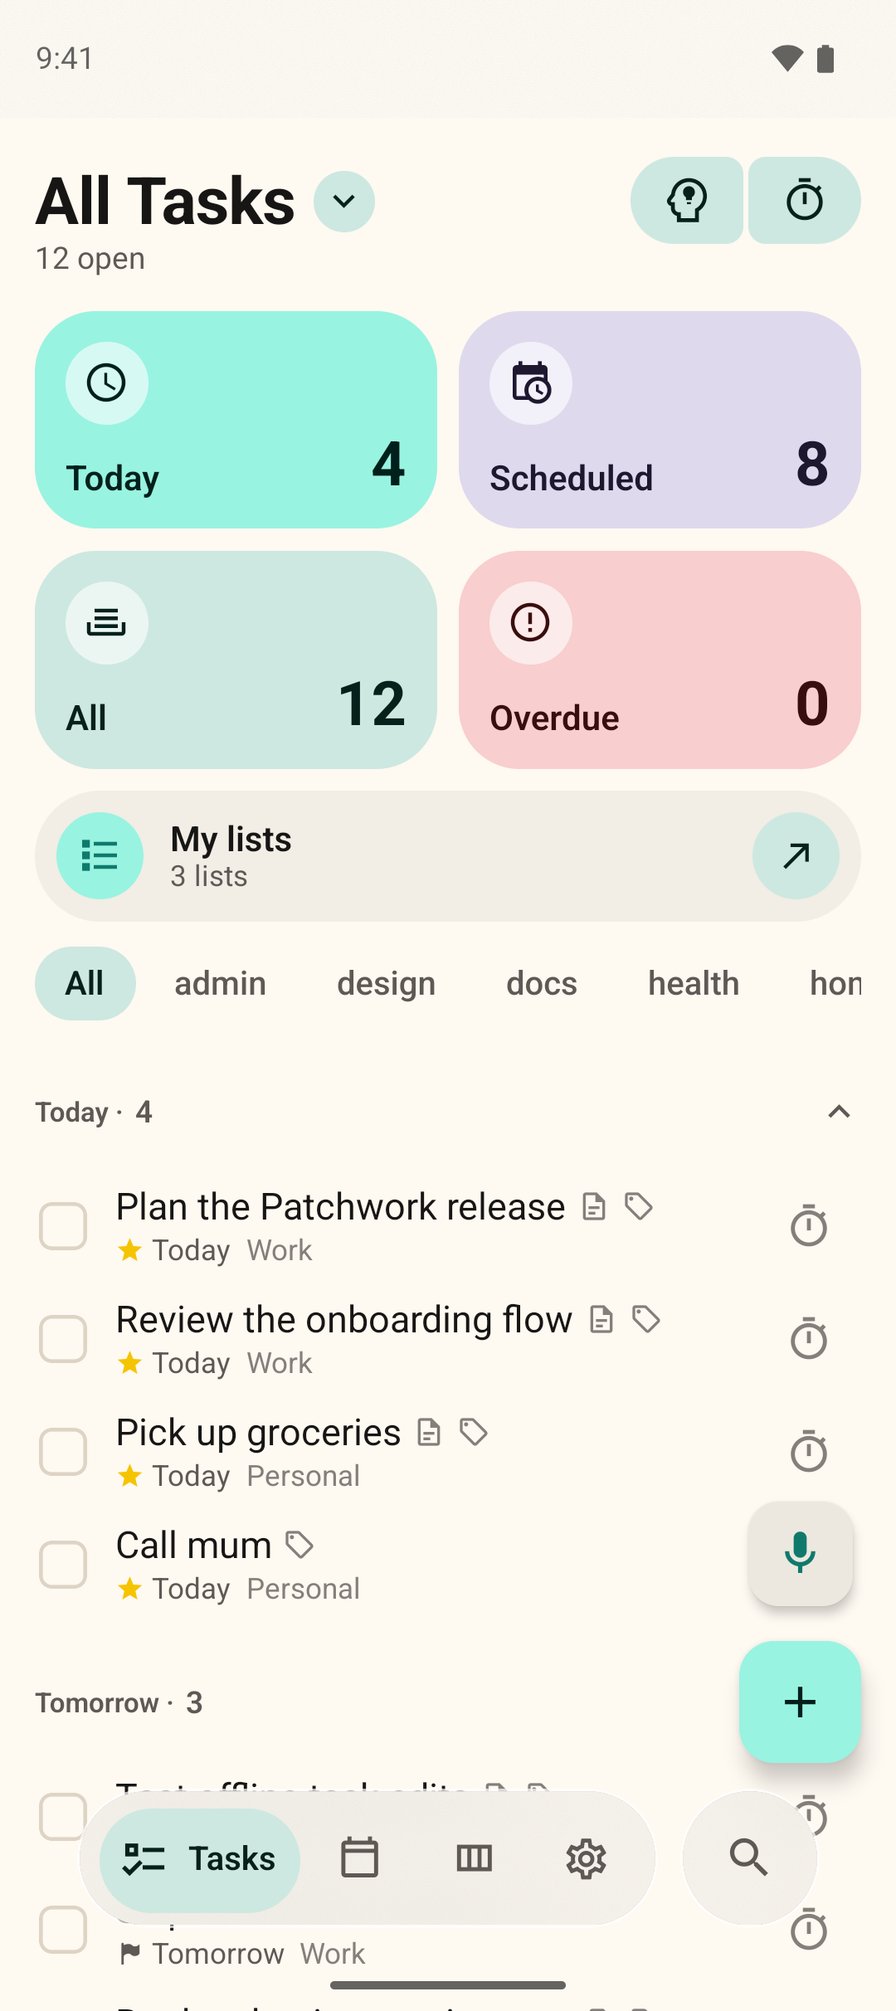 9:41
All Tasks
12 open
Today 4
Scheduled 8
All 12
Overdue 0
My lists
3 lists
All admin design docs health
Today · 4
Plan the Patchwork release
Today Work
Review the onboarding flow
Today Work
Pick up groceries
Today Personal
Call mum
Today Personal
Tomorrow · 3
Tasks
Tomorrow Work